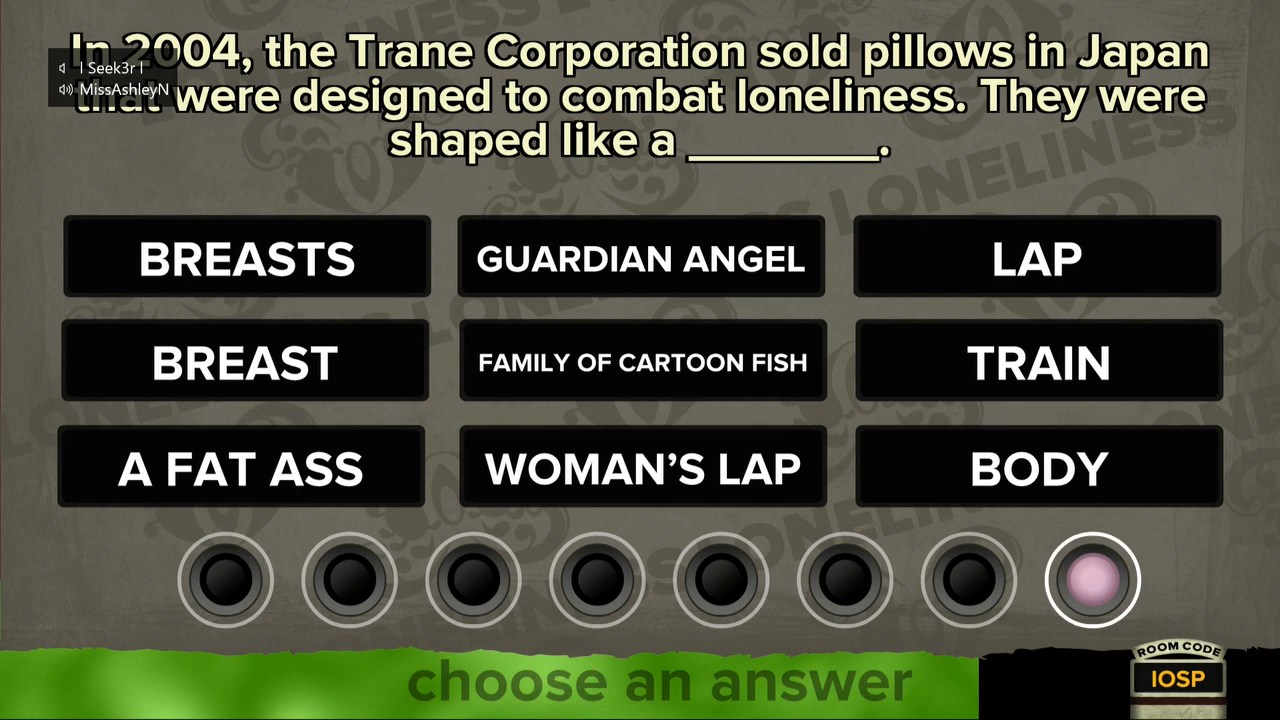 In 2004, the Trane Corporation sold pillows in Japan
that were designed to combat loneliness. They were
shaped like a ________.
I Seek3r I
MissAshleyN
BREASTS
GUARDIAN ANGEL
LAP
BREAST
FAMILY OF CARTOON FISH
TRAIN
A FAT ASS
WOMAN’S LAP
BODY
choose an answer
ROOM CODE
IOSP
LONELINESS